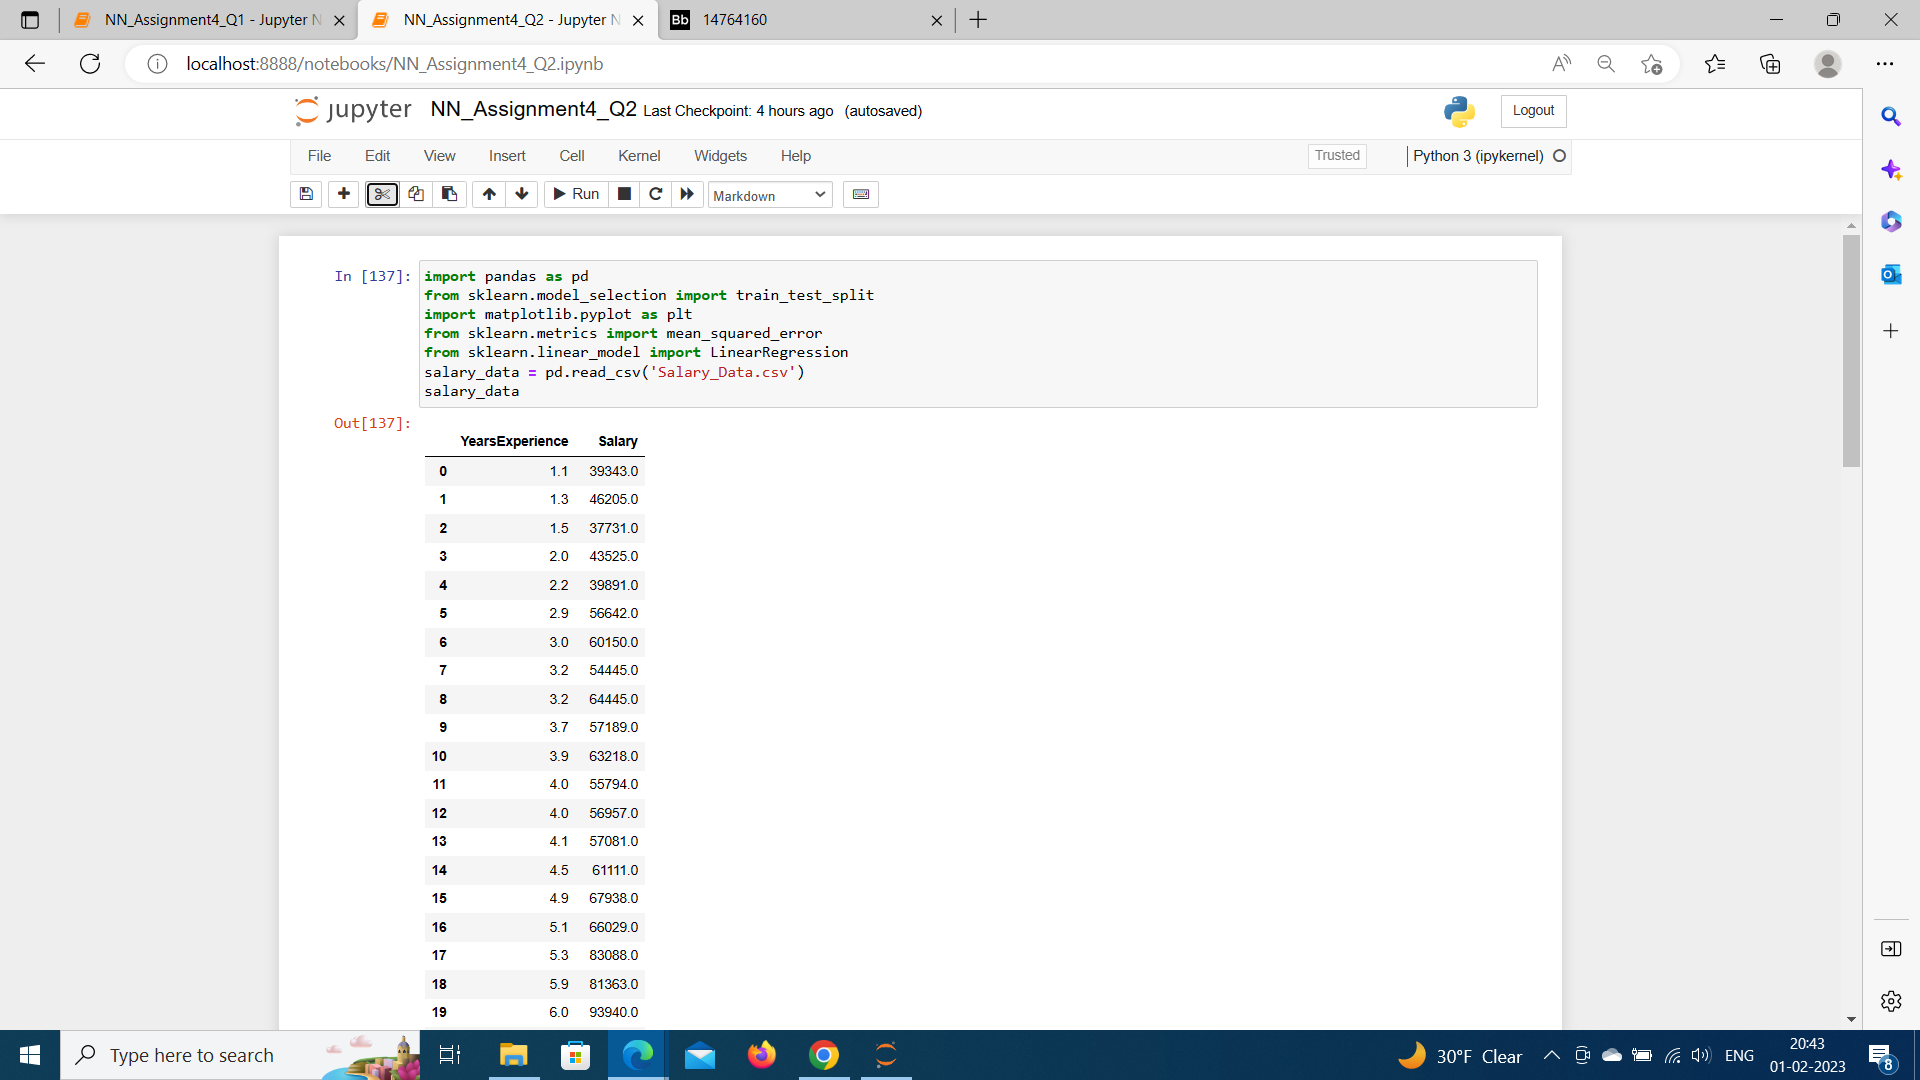 NN_Assignment4_Q1 - Jupyter N
NN_Assignment4_Q2 - Jupyter N
Bb 14764160
localhost:8888/notebooks/NN_Assignment4_Q2.ipynb
jupyter NN_Assignment4_Q2 Last Checkpoint: 4 hours ago (autosaved)
Logout
File Edit View Insert Cell Kernel Widgets Help
Trusted Python 3 (ipykernel)
Run Markdown
In [137]: import pandas as pd
from sklearn.model_selection import train_test_split
import matplotlib.pyplot as plt
from sklearn.metrics import mean_squared_error
from sklearn.linear_model import LinearRegression
salary_data = pd.read_csv('Salary_Data.csv')
salary_data
Out[137]:
YearsExperience Salary
0 1.1 39343.0
1 1.3 46205.0
2 1.5 37731.0
3 2.0 43525.0
4 2.2 39891.0
5 2.9 56642.0
6 3.0 60150.0
7 3.2 54445.0
8 3.2 64445.0
9 3.7 57189.0
10 3.9 63218.0
11 4.0 55794.0
12 4.0 56957.0
13 4.1 57081.0
14 4.5 61111.0
15 4.9 67938.0
16 5.1 66029.0
17 5.3 83088.0
18 5.9 81363.0
19 6.0 93940.0
Type here to search
30°F Clear
ENG
20:43
01-02-2023
8